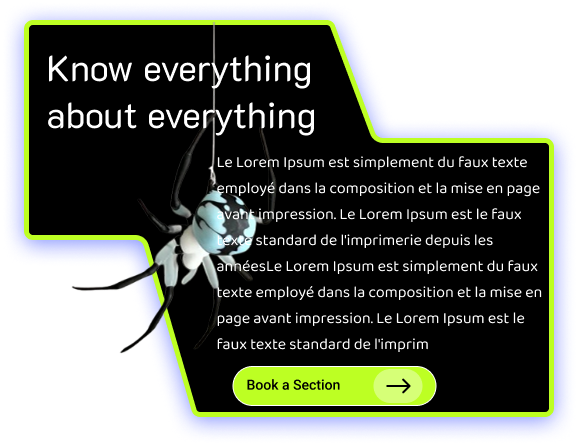 Know everything
about everything
Le Lorem Ipsum est simplement du faux texte
employé dans la composition et la mise en page
avant impression. Le Lorem Ipsum est le faux
texte standard de l'imprimerie depuis les
annéesLe Lorem Ipsum est simplement du faux
texte employé dans la composition et la mise en
page avant impression. Le Lorem Ipsum est le
faux texte standard de l'imprim
Book a Section